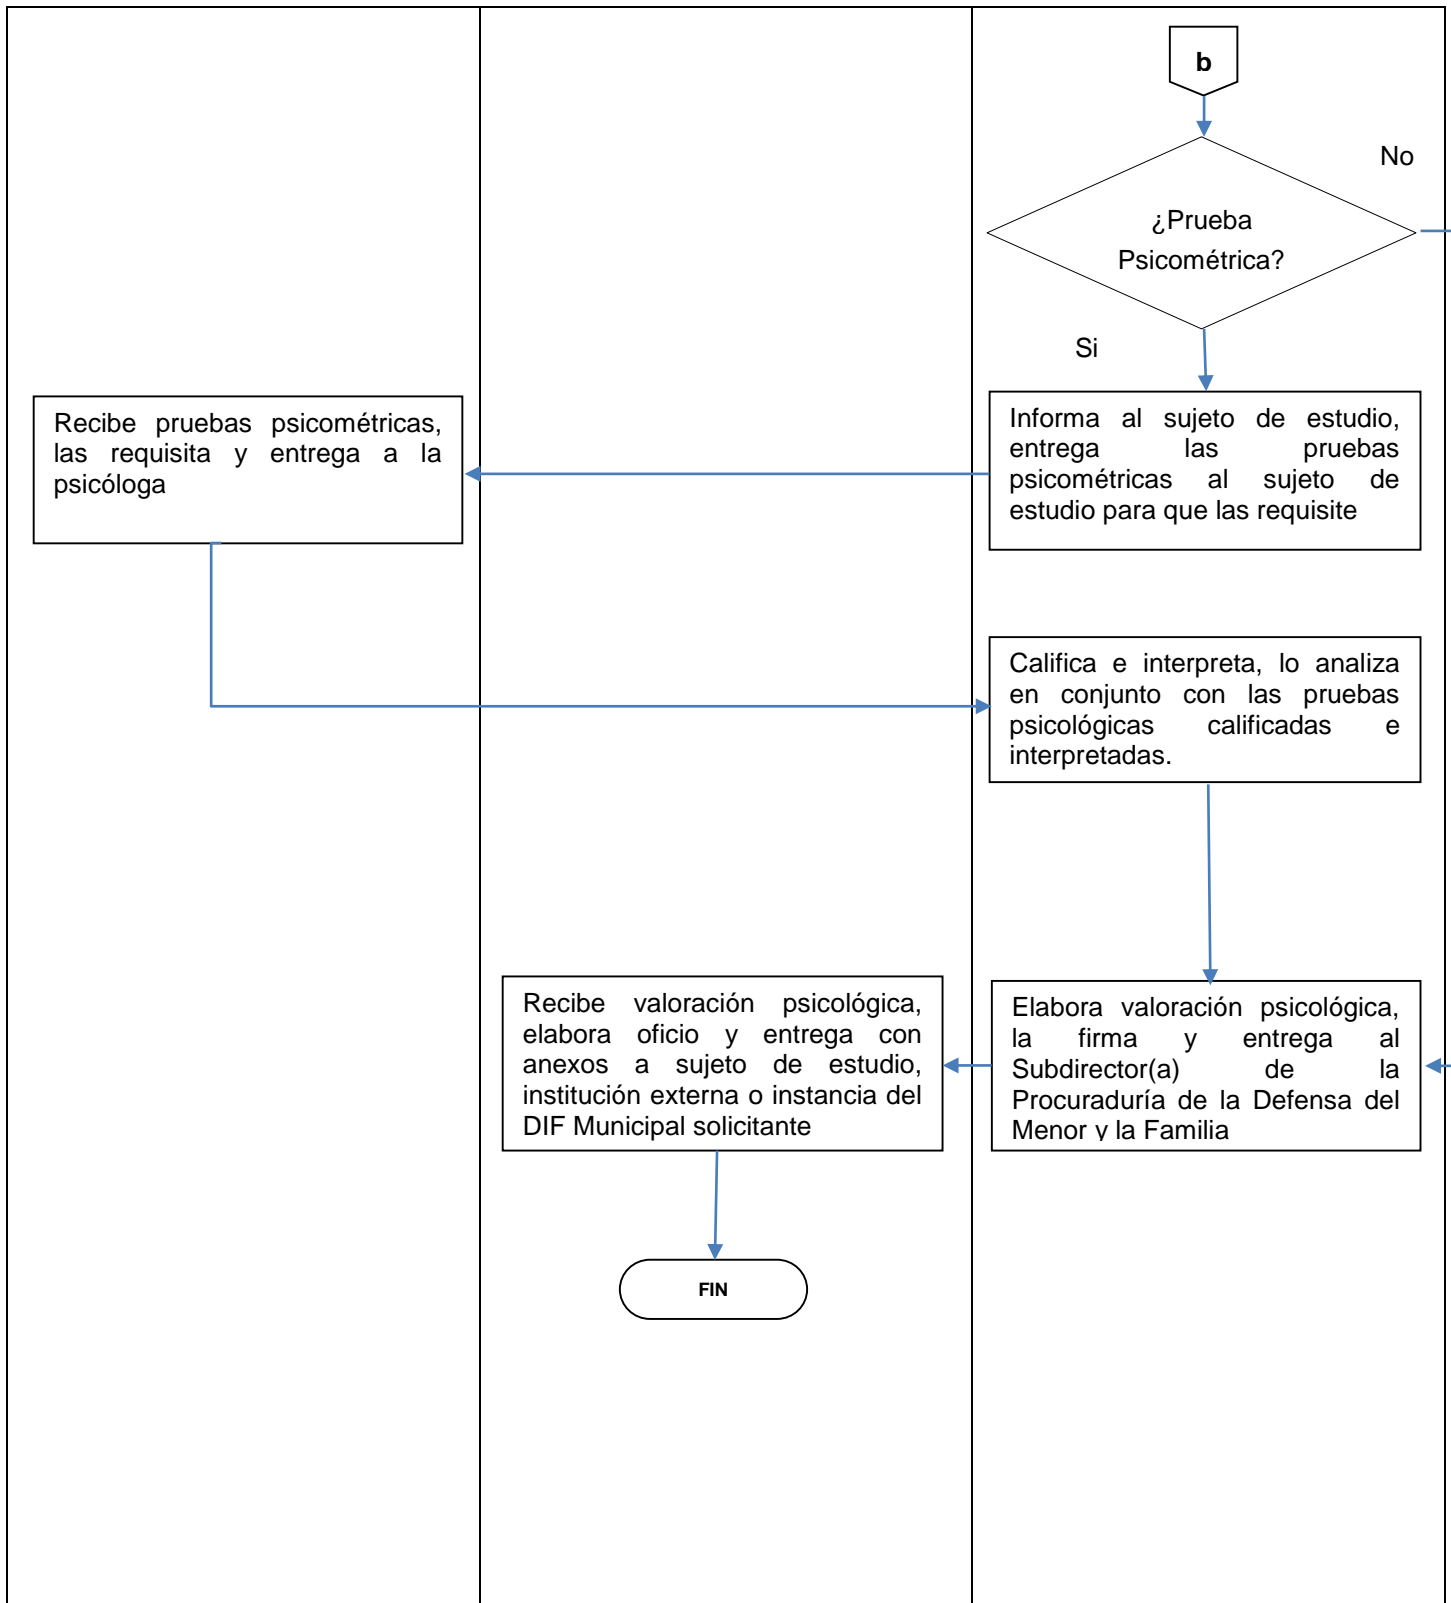 b
No
¿Prueba
Psicométrica?
Si
Informa al sujeto de estudio,
entrega las pruebas
psicométricas al sujeto de
estudio para que las requisite
Recibe pruebas psicométricas,
las requisita y entrega a la
psicóloga
Califica e interpreta, lo analiza
en conjunto con las pruebas
psicológicas calificadas e
interpretadas.
Elabora valoración psicológica,
la firma y entrega al
Subdirector(a) de la
Procuraduría de la Defensa del
Menor y la Familia
Recibe valoración psicológica,
elabora oficio y entrega con
anexos a sujeto de estudio,
institución externa o instancia del
DIF Municipal solicitante
FIN